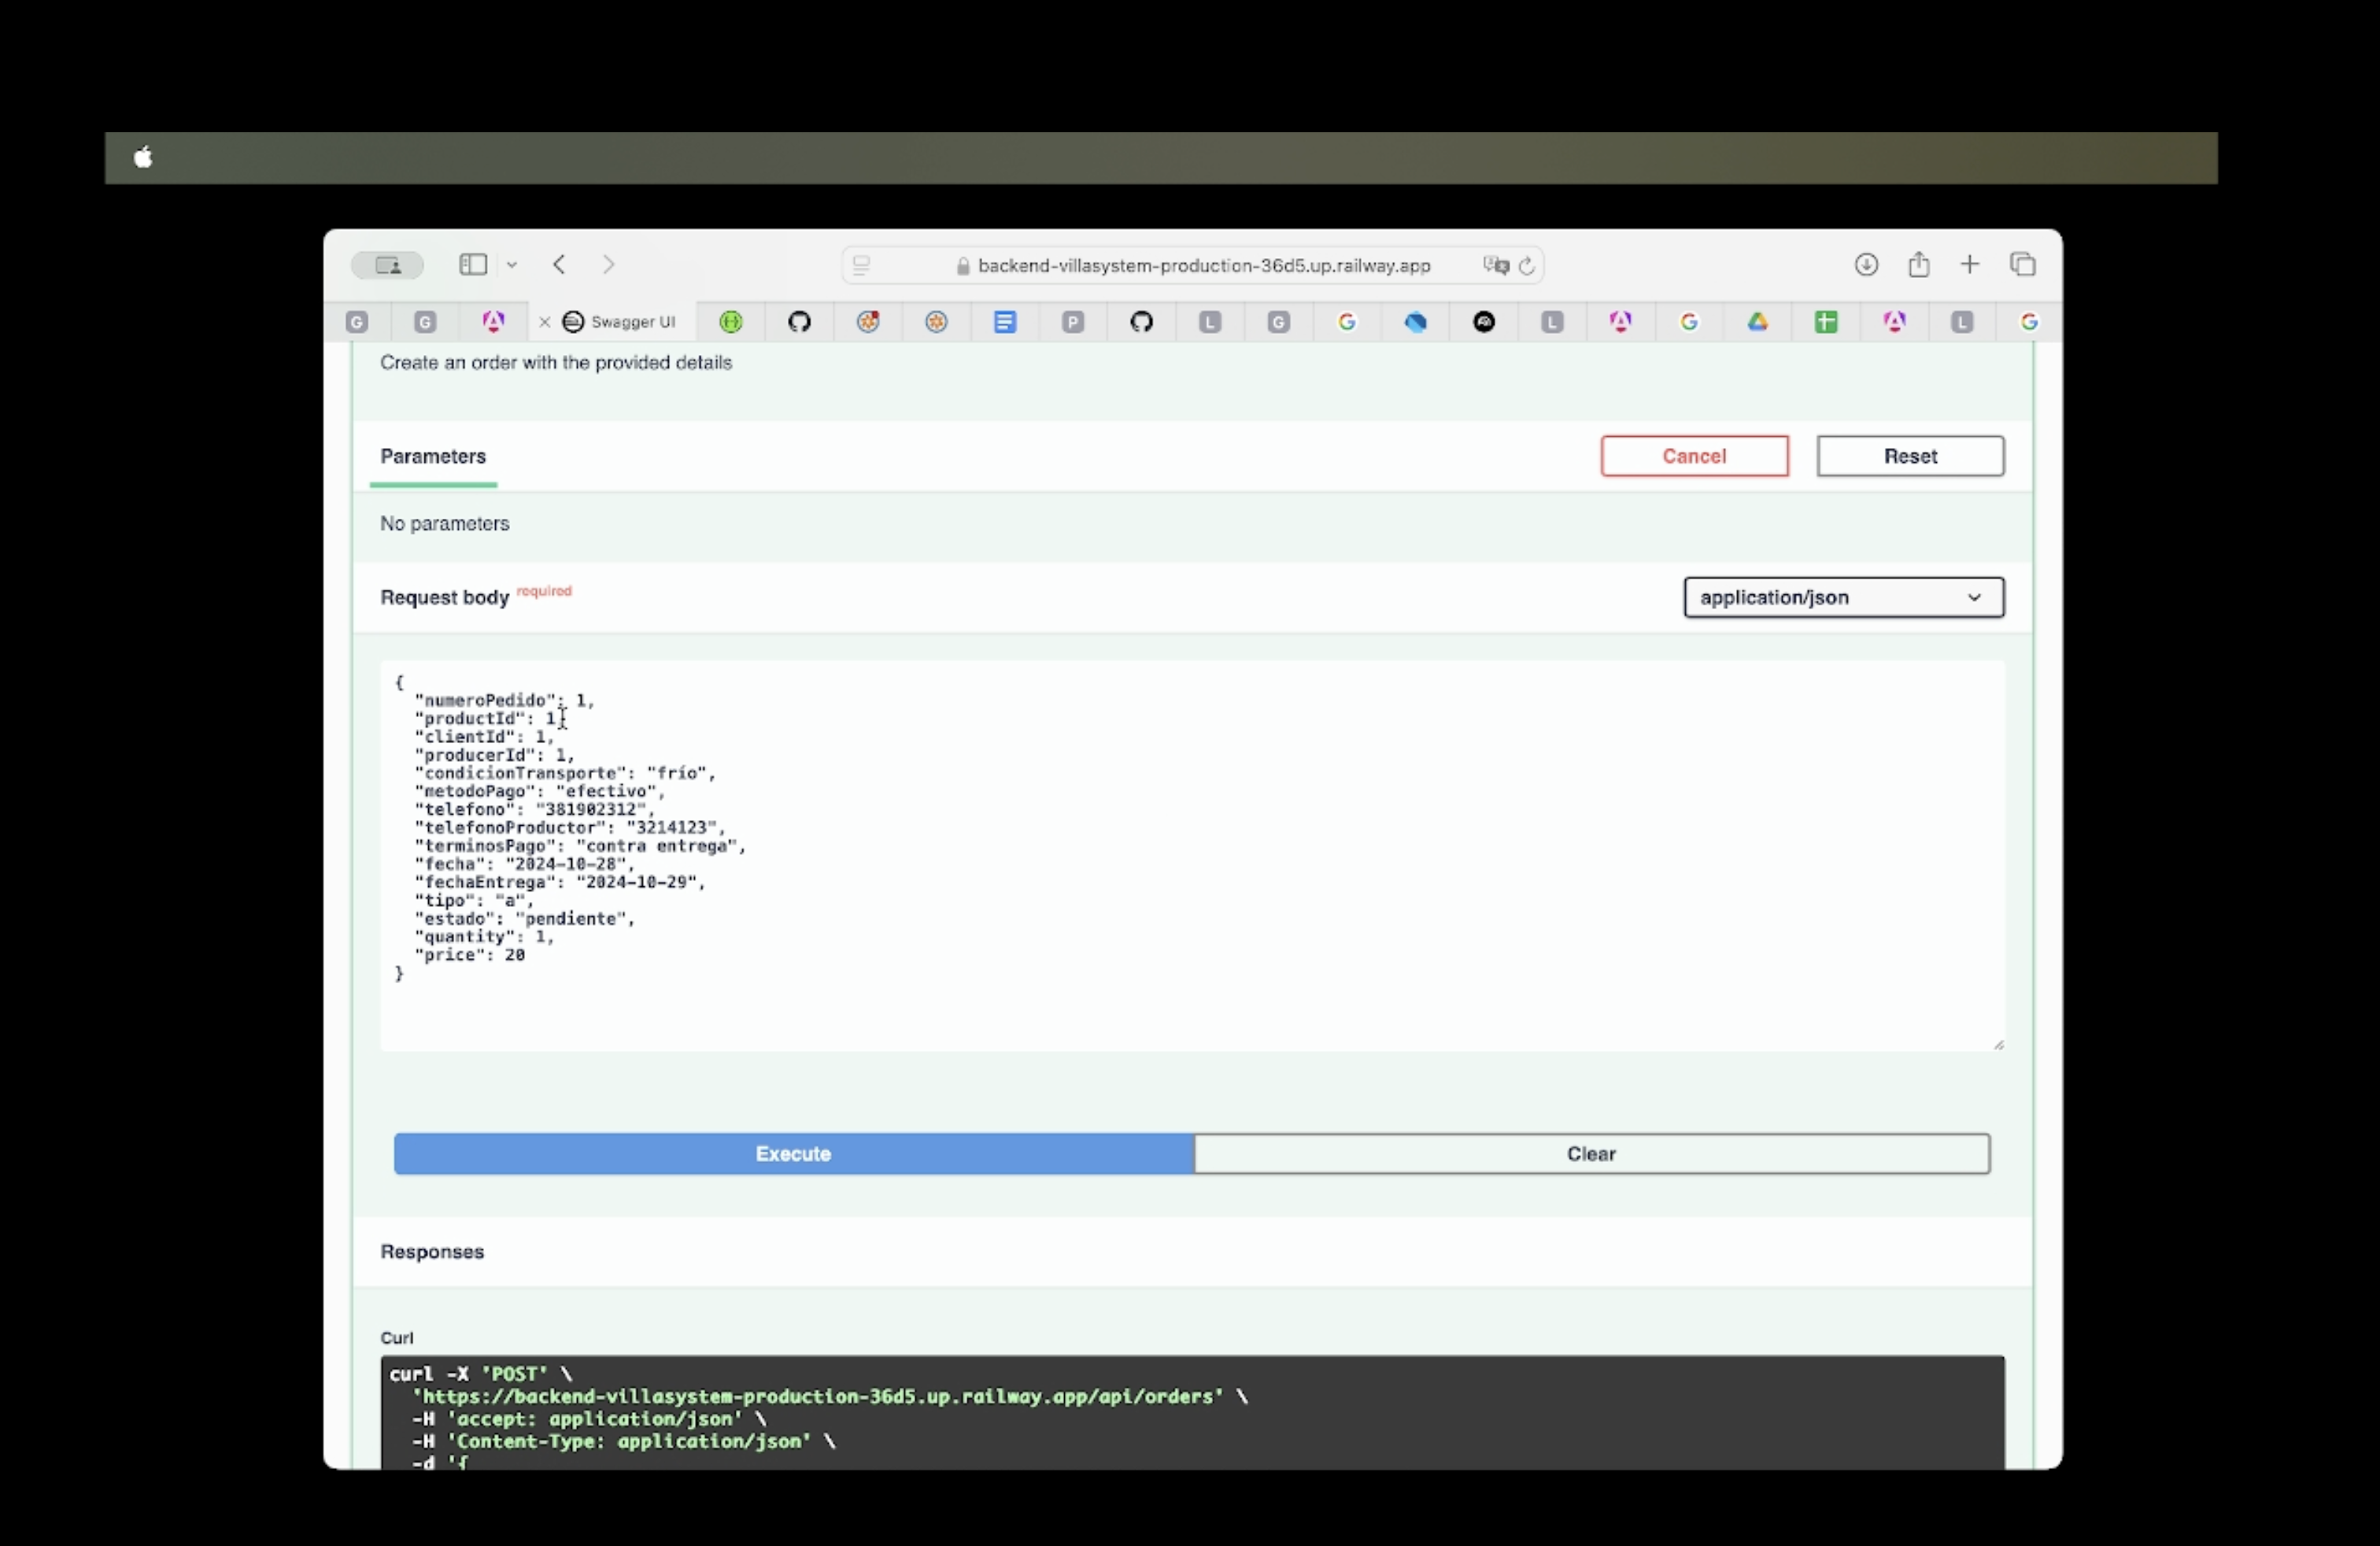 backend-villasystem-production-36d5.up.railway.app
G G Swagger UI P L G G L G L G
Create an order with the provided details
Parameters Cancel Reset
No parameters
Request body required application/json
{
"numeroPedido": 1,
"productId": 1,
"clientId": 1,
"producerId": 1,
"condicionTransporte": "frío",
"metodoPago": "efectivo",
"telefono": "381902312",
"telefonoProductor": "3214123",
"terminosPago": "contra entrega",
"fecha": "2024-10-28",
"fechaEntrega": "2024-10-29",
"tipo": "a",
"estado": "pendiente",
"quantity": 1,
"price": 20
}
Execute Clear
Responses
Curl
curl -X 'POST' \
'https://backend-villasystem-production-36d5.up.railway.app/api/orders' \
-H 'accept: application/json' \
-H 'Content-Type: application/json' \
-d '{